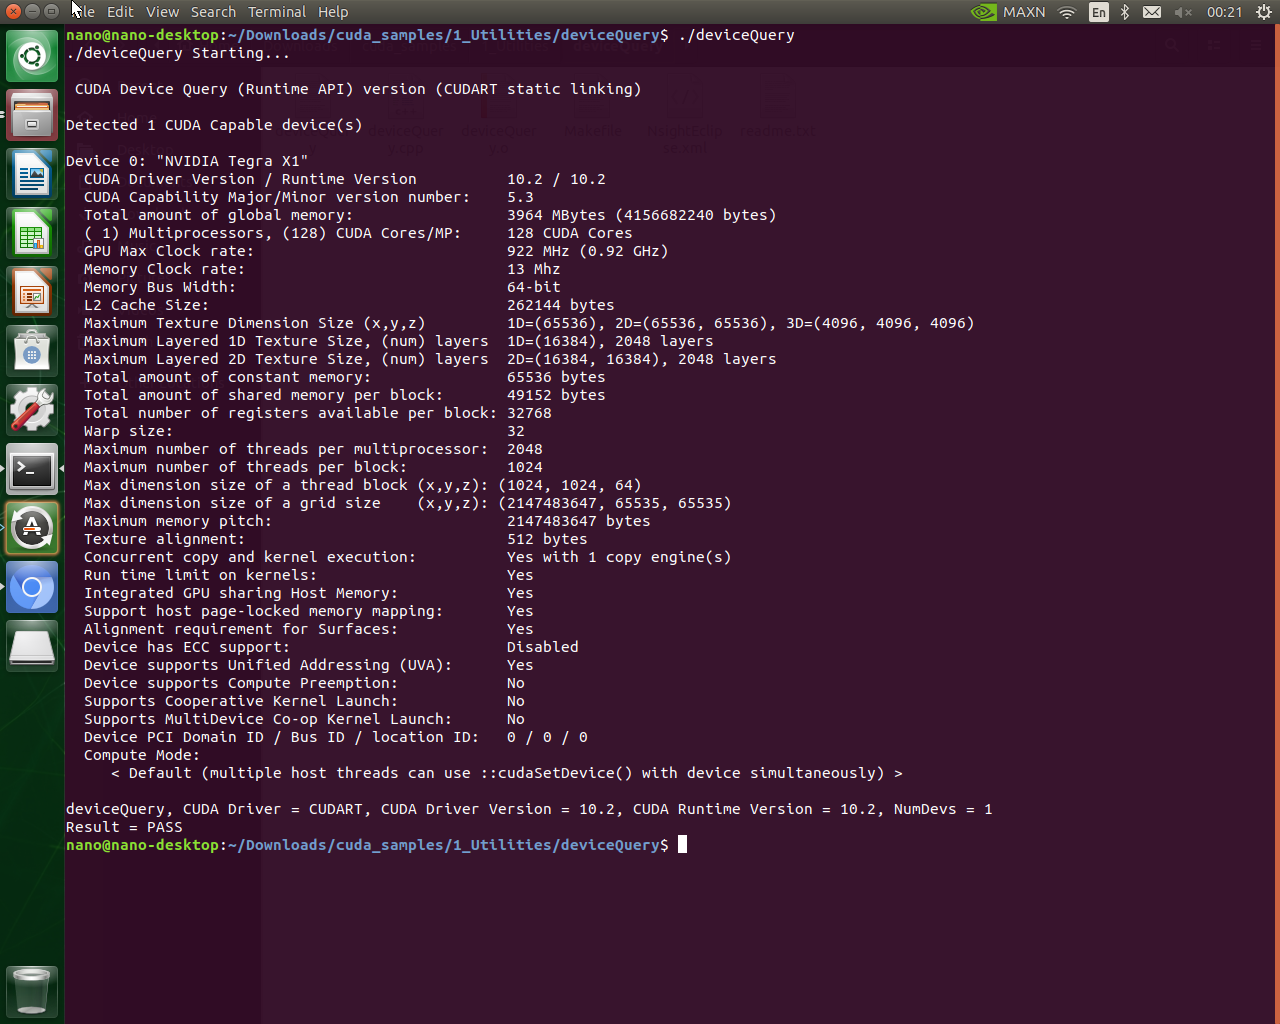 le Edit View Search Terminal Help MAXN En 00:21
nano@nano-desktop:~/Downloads/cuda_samples/1_Utilities/deviceQuery$ ./deviceQuery
./deviceQuery Starting...
CUDA Device Query (Runtime API) version (CUDART static linking)
Detected 1 CUDA Capable device(s)
Device 0: "NVIDIA Tegra X1"
CUDA Driver Version / Runtime Version 10.2 / 10.2
CUDA Capability Major/Minor version number: 5.3
Total amount of global memory: 3964 MBytes (4156682240 bytes)
( 1) Multiprocessors, (128) CUDA Cores/MP: 128 CUDA Cores
GPU Max Clock rate: 922 MHz (0.92 GHz)
Memory Clock rate: 13 Mhz
Memory Bus Width: 64-bit
L2 Cache Size: 262144 bytes
Maximum Texture Dimension Size (x,y,z) 1D=(65536), 2D=(65536, 65536), 3D=(4096, 4096, 4096)
Maximum Layered 1D Texture Size, (num) layers 1D=(16384), 2048 layers
Maximum Layered 2D Texture Size, (num) layers 2D=(16384, 16384), 2048 layers
Total amount of constant memory: 65536 bytes
Total amount of shared memory per block: 49152 bytes
Total number of registers available per block: 32768
Warp size: 32
Maximum number of threads per multiprocessor: 2048
Maximum number of threads per block: 1024
Max dimension size of a thread block (x,y,z): (1024, 1024, 64)
Max dimension size of a grid size (x,y,z): (2147483647, 65535, 65535)
Maximum memory pitch: 2147483647 bytes
Texture alignment: 512 bytes
Concurrent copy and kernel execution: Yes with 1 copy engine(s)
Run time limit on kernels: Yes
Integrated GPU sharing Host Memory: Yes
Support host page-locked memory mapping: Yes
Alignment requirement for Surfaces: Yes
Device has ECC support: Disabled
Device supports Unified Addressing (UVA): Yes
Device supports Compute Preemption: No
Supports Cooperative Kernel Launch: No
Supports MultiDevice Co-op Kernel Launch: No
Device PCI Domain ID / Bus ID / location ID: 0 / 0 / 0
Compute Mode:
< Default (multiple host threads can use ::cudaSetDevice() with device simultaneously) >
deviceQuery, CUDA Driver = CUDART, CUDA Driver Version = 10.2, CUDA Runtime Version = 10.2, NumDevs = 1
Result = PASS
nano@nano-desktop:~/Downloads/cuda_samples/1_Utilities/deviceQuery$